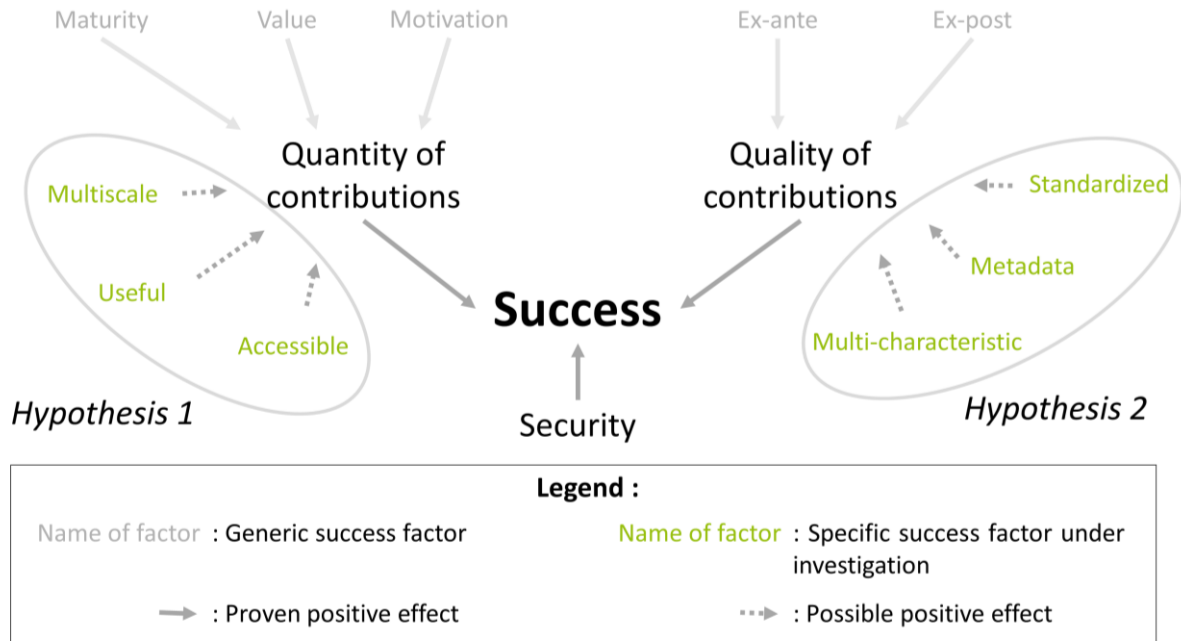 Maturity
Value
Motivation
Ex-ante
Ex-post
Quantity of
contributions
Quality of
contributions
Multiscale
Useful
Accessible
Standardized
Metadata
Multi-characteristic
Success
Hypothesis 1
Hypothesis 2
Security
Legend :
Name of factor : Generic success factor
Name of factor : Specific success factor under
investigation
: Proven positive effect
: Possible positive effect